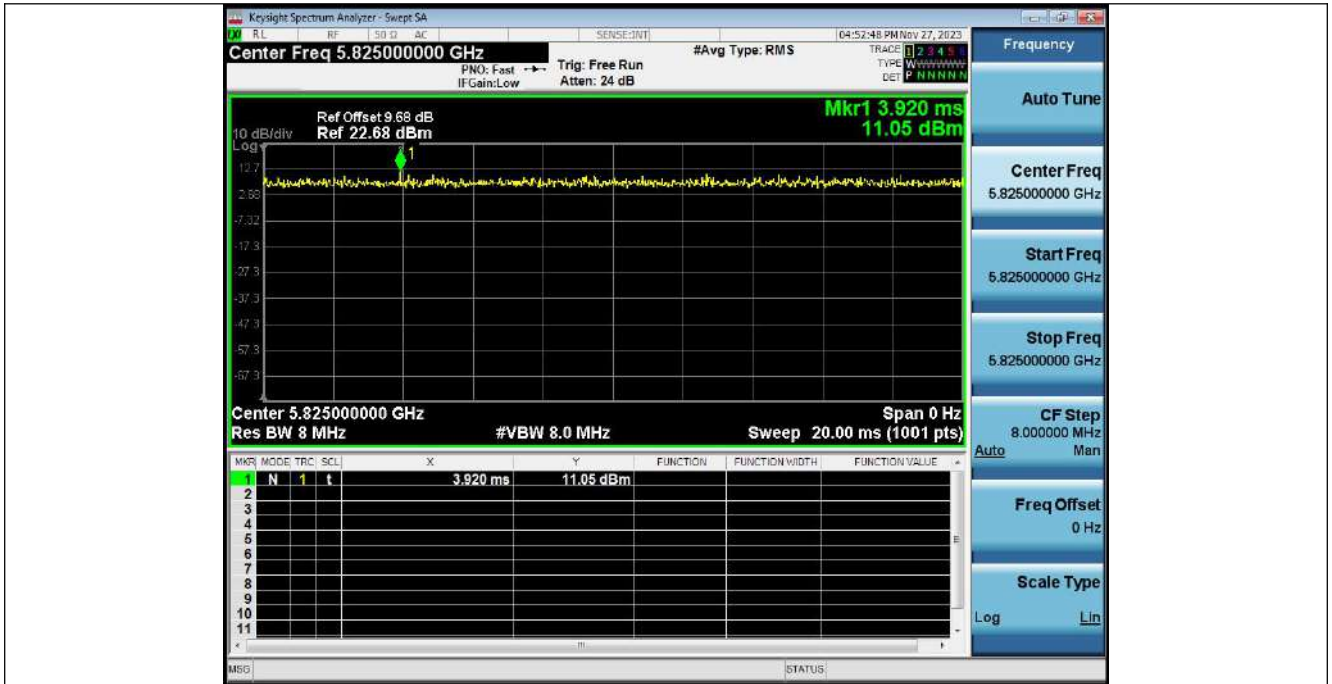 Keysight Spectrum Analyzer - Swept SA
RL RF 50 Ω AC SENSE:INT 04:52:48 PM Nov 27, 2023
Center Freq 5.825000000 GHz #Avg Type: RMS TRACE 1 2 3 4 5 6
PNO: Fast Trig: Free Run TYPE W
IFGain:Low Atten: 24 dB DET P N N N N N
Mkr1 3.920 ms
Ref Offset 9.68 dB
10 dB/div Ref 22.68 dBm 11.05 dBm
Log
1
12.7
2.68
-7.32
-17.3
-27.3
-37.3
-47.3
-57.3
-67.3
Center 5.825000000 GHz Span 0 Hz
Res BW 8 MHz #VBW 8.0 MHz Sweep 20.00 ms (1001 pts)
MKR MODE TRC SCL X Y FUNCTION FUNCTION WIDTH FUNCTION VALUE
1 N 1 t 3.920 ms 11.05 dBm
2
3
4
5
6
7
8
9
10
11
MSG STATUS
Frequency
Auto Tune
Center Freq
5.825000000 GHz
Start Freq
5.825000000 GHz
Stop Freq
5.825000000 GHz
CF Step
8.000000 MHz
Auto Man
Freq Offset
0 Hz
Scale Type
Log Lin